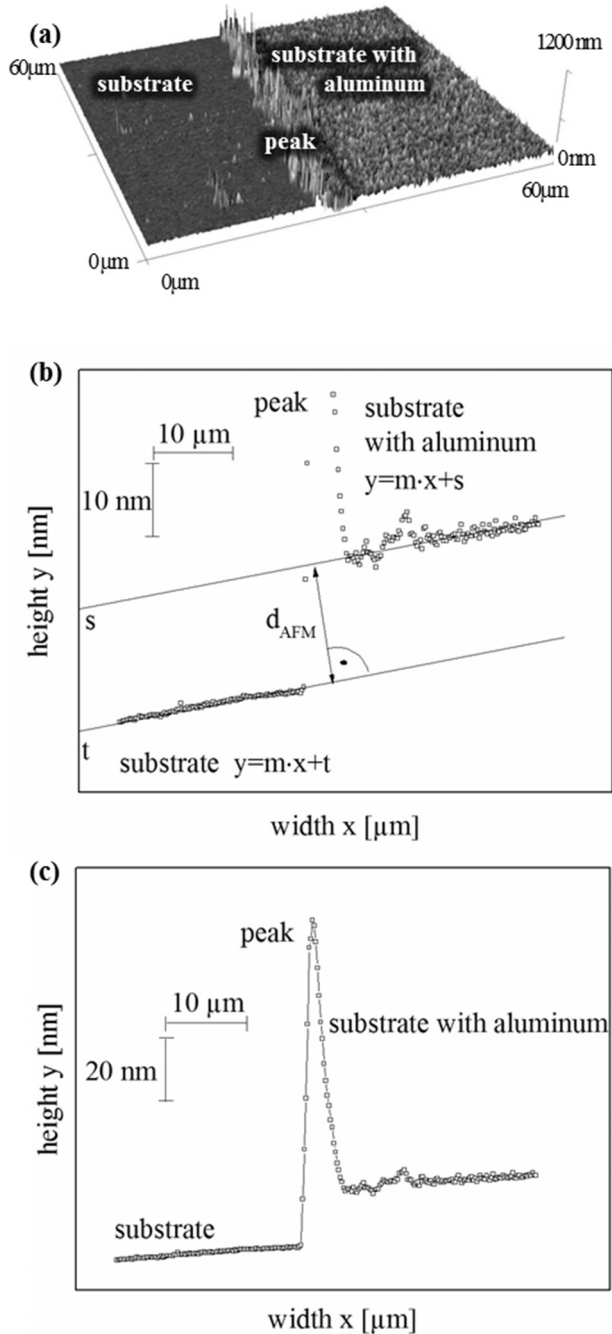 (a)
60µm
substrate
substrate with
aluminum
1200nm
peak
0nm
60µm
0µm
0µm
(b)
peak
substrate
with aluminum
y=m·x+s
10 µm
10 nm
height y [nm]
s
d_AFM
t
substrate y=m·x+t
width x [µm]
(c)
peak
10 µm
substrate with aluminum
20 nm
height y [nm]
substrate
width x [µm]